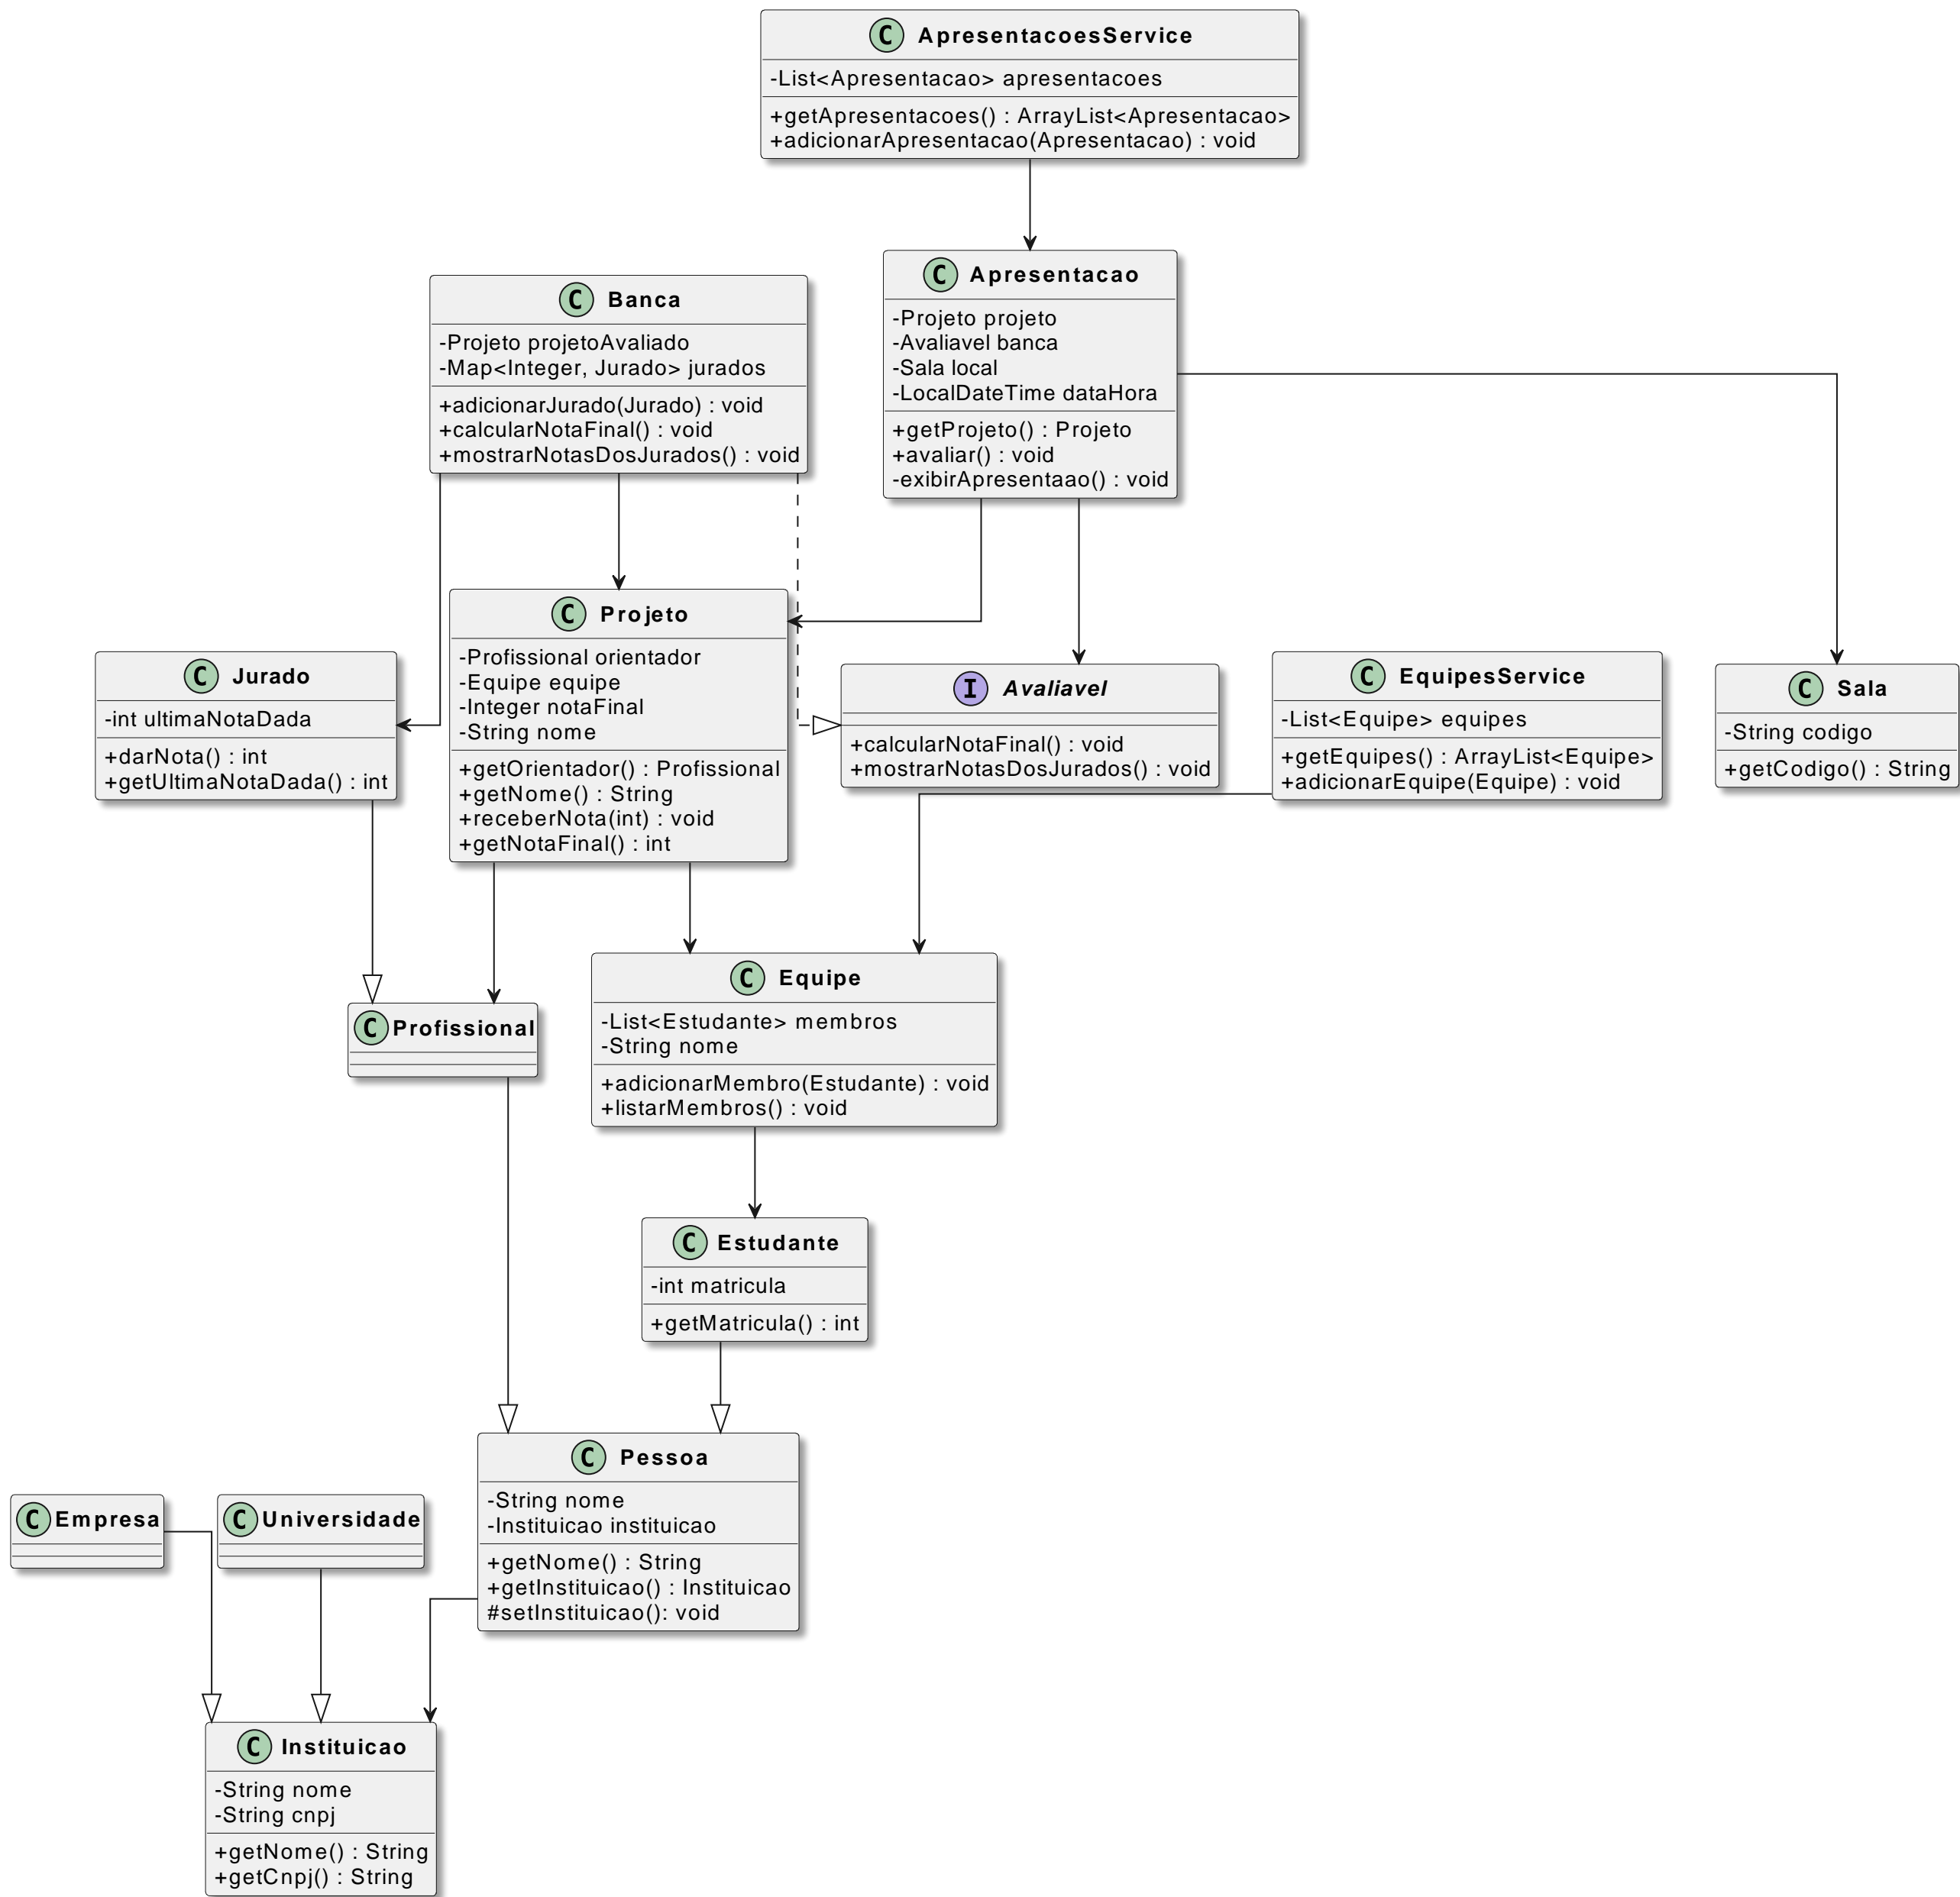 ApresentacoesService
-List<Apresentacao> apresentacoes
+getApresentacoes() : ArrayList<Apresentacao>
+adicionarApresentacao(Apresentacao) : void
Banca
-Projeto projetoAvaliado
-Map<Integer, Jurado> jurados
+adicionarJurado(Jurado) : void
+calcularNotaFinal() : void
+mostrarNotasDosJurados() : void
Apresentacao
-Projeto projeto
-Avaliavel banca
-Sala local
-LocalDateTime dataHora
+getProjeto() : Projeto
+avaliar() : void
-exibirApresentaao() : void
Jurado
-int ultimaNotaDada
+darNota() : int
+getUltimaNotaDada() : int
Projeto
-Profissional orientador
-Equipe equipe
-Integer notaFinal
-String nome
+getOrientador() : Profissional
+getNome() : String
+receberNota(int) : void
+getNotaFinal() : int
Avaliavel
+calcularNotaFinal() : void
+mostrarNotasDosJurados() : void
EquipesService
-List<Equipe> equipes
+getEquipes() : ArrayList<Equipe>
+adicionarEquipe(Equipe) : void
Sala
-String codigo
+getCodigo() : String
Profissional
Equipe
-List<Estudante> membros
-String nome
+adicionarMembro(Estudante) : void
+listarMembros() : void
Estudante
-int matricula
+getMatricula() : int
Empresa
Universidade
Pessoa
-String nome
-Instituicao instituicao
+getNome() : String
+getInstituicao() : Instituicao
#setInstituicao(): void
Instituicao
-String nome
-String cnpj
+getNome() : String
+getCnpj() : String